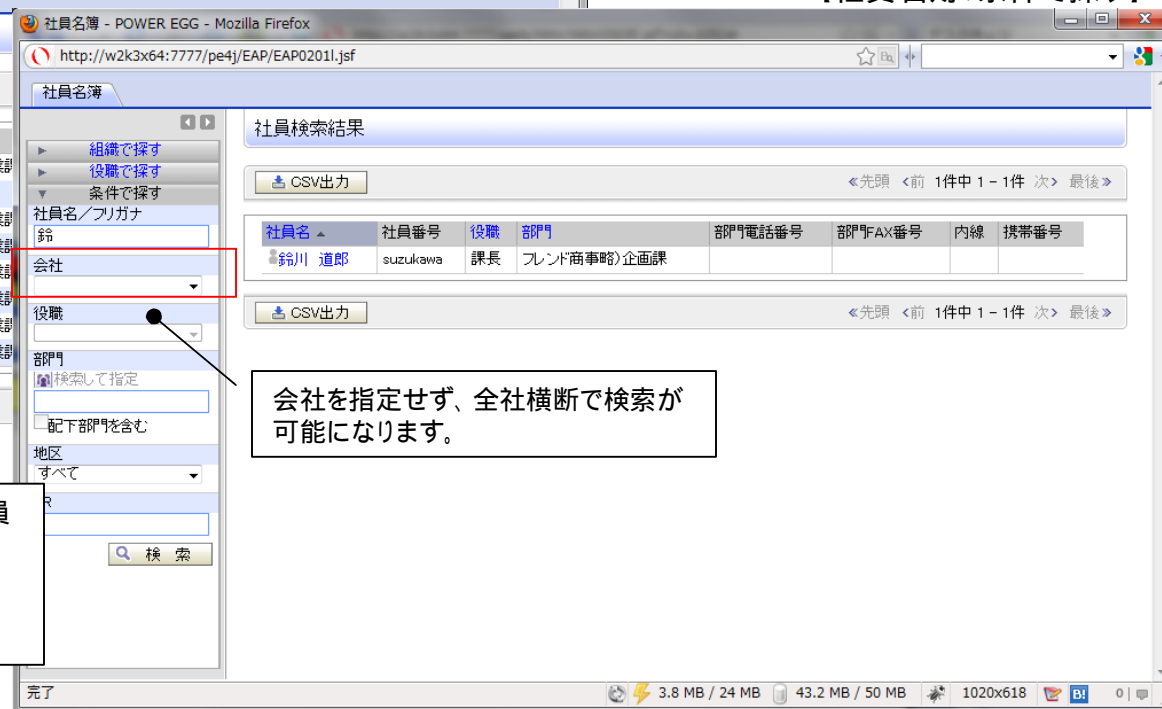 社員名簿 - POWER EGG - Mozilla Firefox
http://w2k3x64:7777/pe4j/EAP/EAP0201l.jsf
社員名簿
組織で探す
役職で探す
条件で探す
社員名／フリガナ
鈴
会社
役職
部門
検索して指定
配下部門を含む
地区
すべて
検 索
社員検索結果
CSV出力
≪先頭 <前 1件中 1 - 1件 次> 最後≫
社員名 社員番号 役職 部門 部門電話番号 部門FAX番号 内線 携帯番号
鈴川 道郎 suzukawa 課長 フレンド商事略)企画課
CSV出力
≪先頭 <前 1件中 1 - 1件 次> 最後≫
会社を指定せず、全社横断で検索が
可能になります。
員
完了
3.8 MB / 24 MB 43.2 MB / 50 MB 1020x618 B! 0